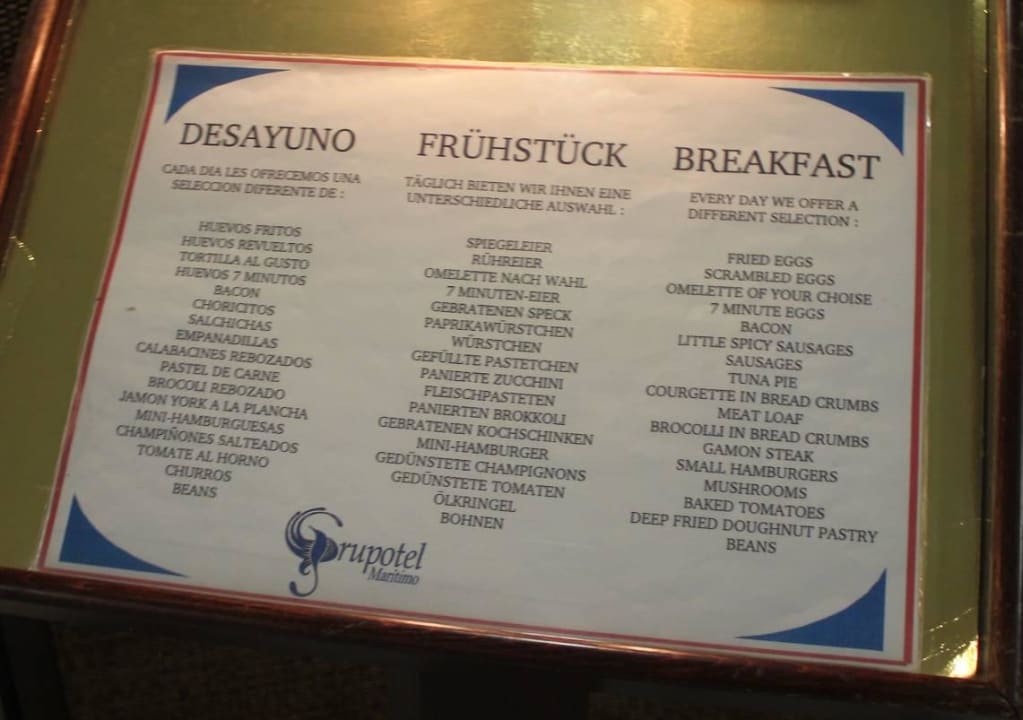 DESAYUNO
CADA DIA LES OFRECEMOS UNA
SELECCION DIFERENTE DE :
HUEVOS FRITOS
HUEVOS REVUELTOS
TORTILLA AL GUSTO
HUEVOS 7 MINUTOS
BACON
CHORICITOS
SALCHICHAS
EMPANADILLAS
CALABACINES REBOZADOS
PASTEL DE CARNE
BROCOLI REBOZADO
JAMON YORK A LA PLANCHA
MINI-HAMBURGUESAS
CHAMPIÑONES SALTEADOS
TOMATE AL HORNO
CHURROS
BEANS
FRÜHSTÜCK
TÄGLICH BIETEN WIR IHNEN EINE
UNTERSCHIEDLICHE AUSWAHL :
SPIEGELEIER
RÜHREIER
OMELETTE NACH WAHL
7 MINUTEN-EIER
GEBRATENEN SPECK
PAPRIKAWÜRSTCHEN
WÜRSTCHEN
GEFÜLLTE PASTETCHEN
PANIERTE ZUCCHINI
FLEISCHPASTETEN
PANIERTEN BROKKOLI
GEBRATENEN KOCHSCHINKEN
MINI-HAMBURGER
GEDÜNSTETE CHAMPIGNONS
GEDÜNSTETE TOMATEN
ÖLKRINGEL
BOHNEN
BREAKFAST
EVERY DAY WE OFFER A
DIFFERENT SELECTION :
FRIED EGGS
SCRAMBLED EGGS
OMELETTE OF YOUR CHOISE
7 MINUTE EGGS
BACON
LITTLE SPICY SAUSAGES
SAUSAGES
TUNA PIE
COURGETTE IN BREAD CRUMBS
MEAT LOAF
BROCOLLI IN BREAD CRUMBS
GAMON STEAK
SMALL HAMBURGERS
MUSHROOMS
BAKED TOMATOES
DEEP FRIED DOUGHNUT PASTRY
BEANS
Grupotel
Marítimo